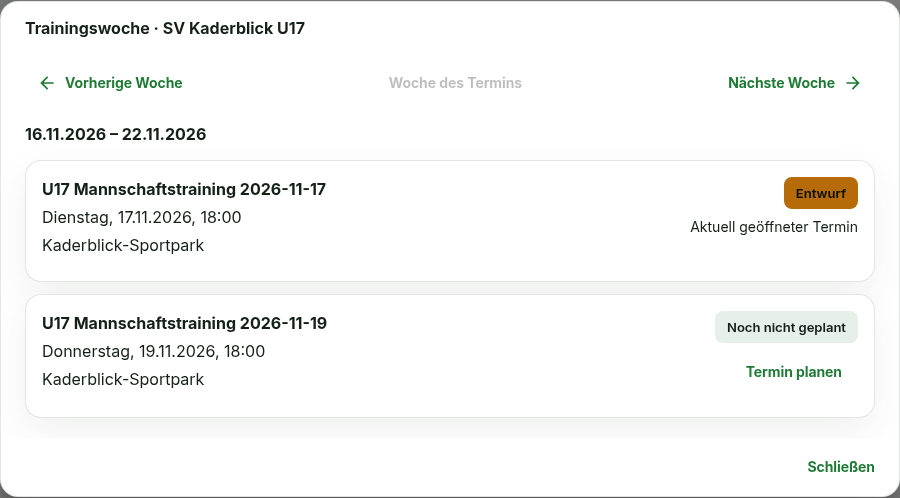 Trainingswoche · SV Kaderblick U17
Vorherige Woche
Woche des Termins
Nächste Woche
16.11.2026 – 22.11.2026
U17 Mannschaftstraining 2026-11-17
Entwurf
Dienstag, 17.11.2026, 18:00
Aktuell geöffneter Termin
Kaderblick-Sportpark
U17 Mannschaftstraining 2026-11-19
Noch nicht geplant
Donnerstag, 19.11.2026, 18:00
Termin planen
Kaderblick-Sportpark
Schließen